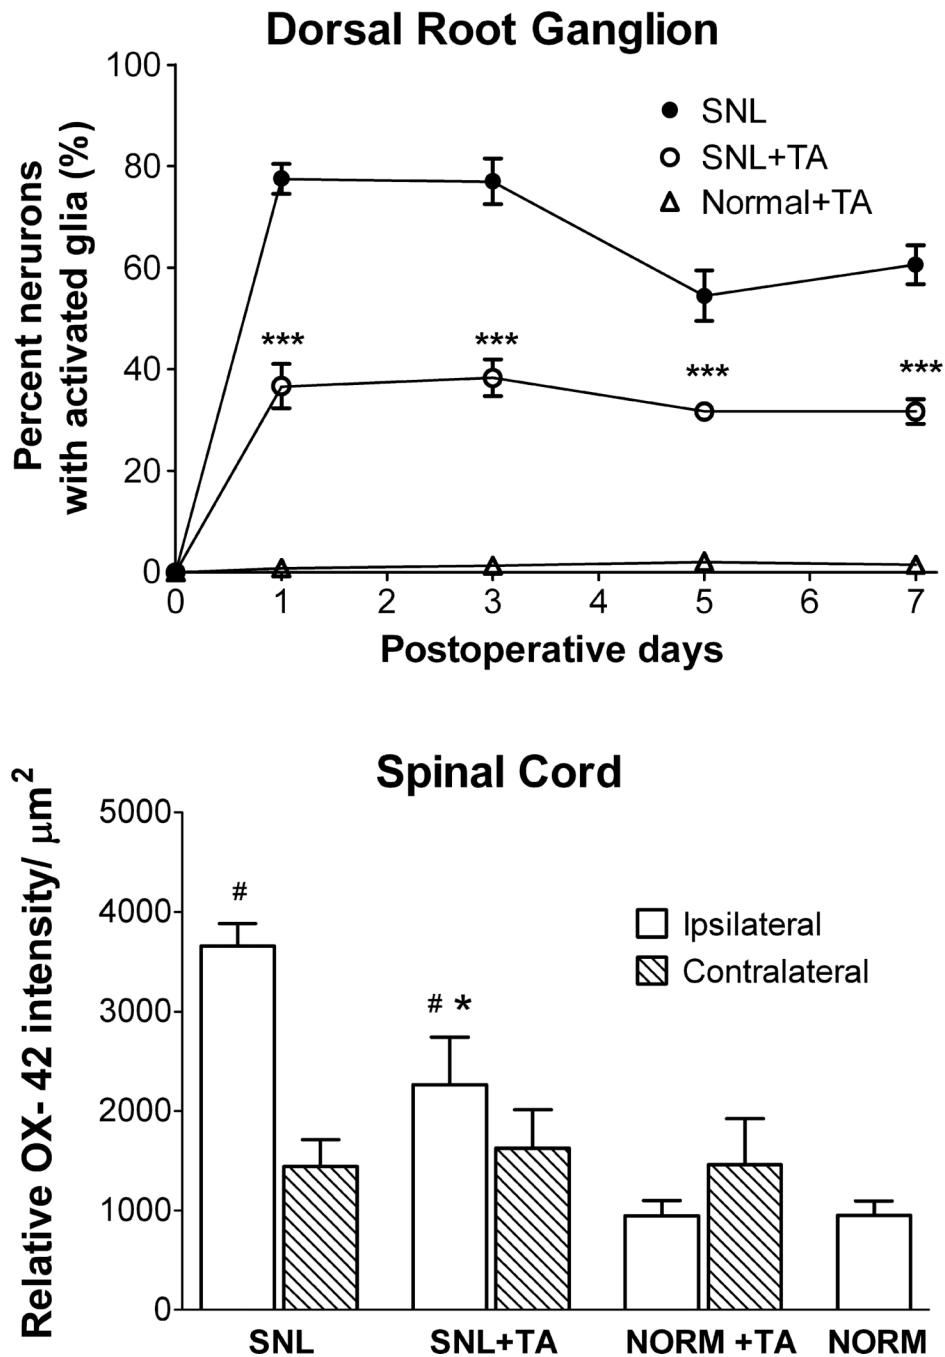 Dorsal Root Ganglion
100
80
60
40
20
0
Percent nerurons
with activated glia (%)
SNL
SNL+TA
Normal+TA
***
***
***
***
0 1 2 3 4 5 6 7
Postoperative days
Spinal Cord
5000
4000
3000
2000
1000
0
Relative OX- 42 intensity/ μm²
#
# *
Ipsilateral
Contralateral
SNL SNL+TA NORM +TA NORM